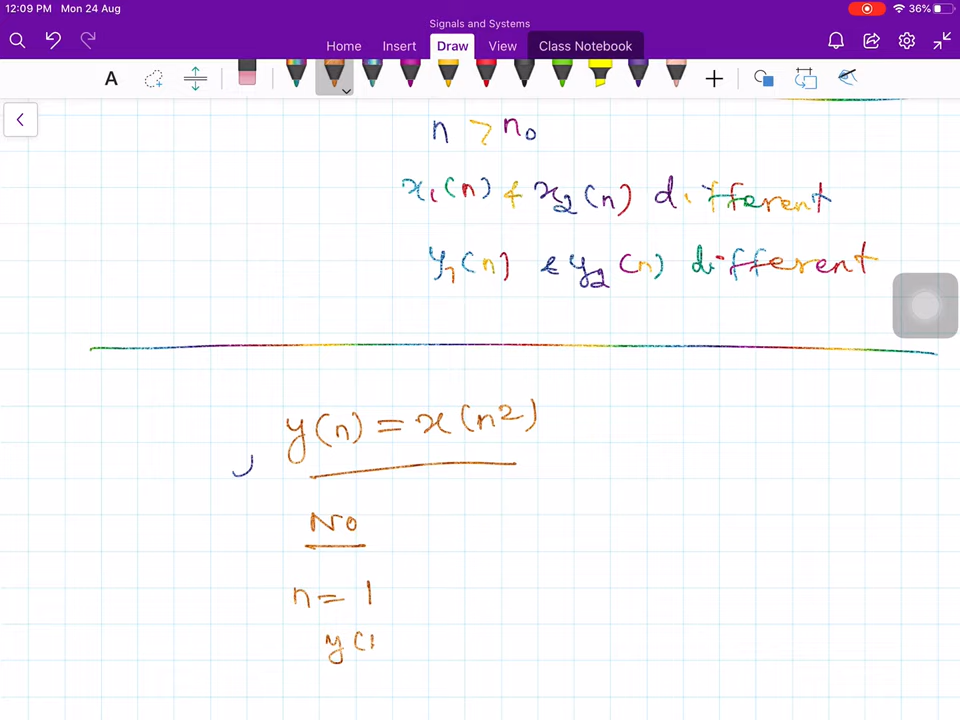 12:09 PM Mon 24 Aug
36%
Signals and Systems
Home Insert Draw View Class Notebook
A
n > n0
x1(n) & x2(n) different
y1(n) & y2(n) different
y(n) = x(n²)
No
n = 1
y(1